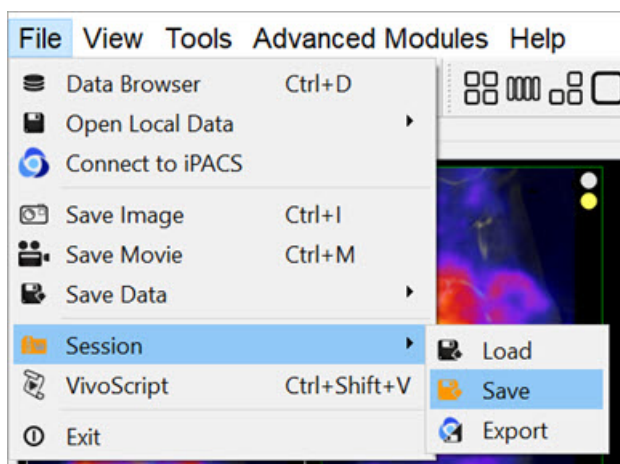 File View Tools Advanced Modules Help
Data Browser Ctrl+D
Open Local Data
Connect to iPACS
Save Image Ctrl+I
Save Movie Ctrl+M
Save Data
Session
Load
VivoScript Ctrl+Shift+V
Save
Exit
Export